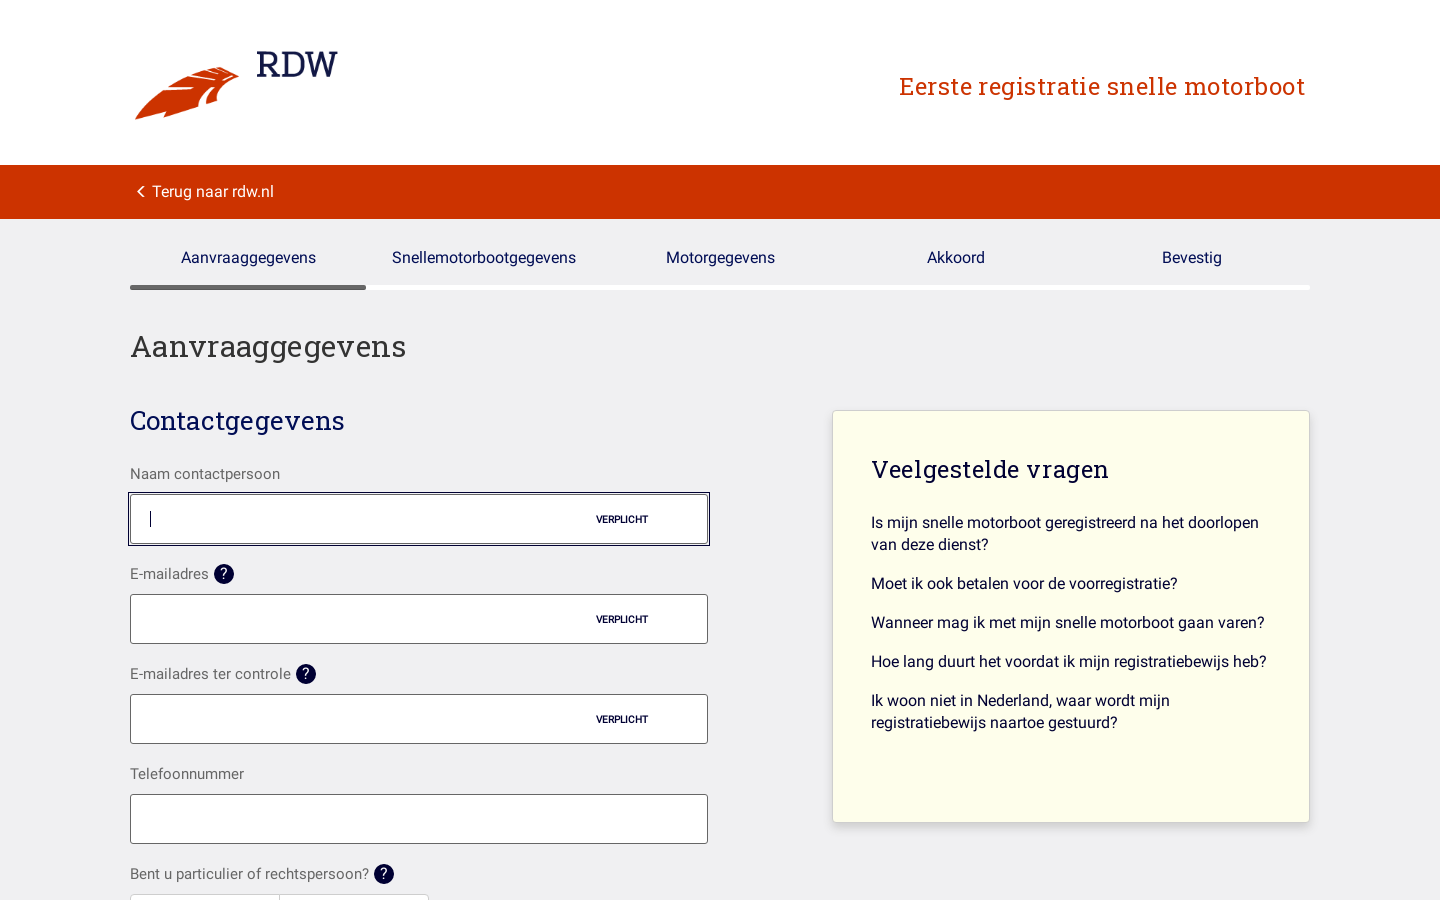 RDW
Eerste registratie snelle motorboot
Terug naar rdw.nl
Aanvraaggegevens
Snellemotorbootgegevens
Motorgegevens
Akkoord
Bevestig
Aanvraaggegevens
Contactgegevens
Naam contactpersoon
VERPLICHT
E-mailadres ?
VERPLICHT
E-mailadres ter controle ?
VERPLICHT
Telefoonnummer
Bent u particulier of rechtspersoon? ?
Veelgestelde vragen
Is mijn snelle motorboot geregistreerd na het doorlopen
van deze dienst?
Moet ik ook betalen voor de voorregistratie?
Wanneer mag ik met mijn snelle motorboot gaan varen?
Hoe lang duurt het voordat ik mijn registratiebewijs heb?
Ik woon niet in Nederland, waar wordt mijn
registratiebewijs naartoe gestuurd?